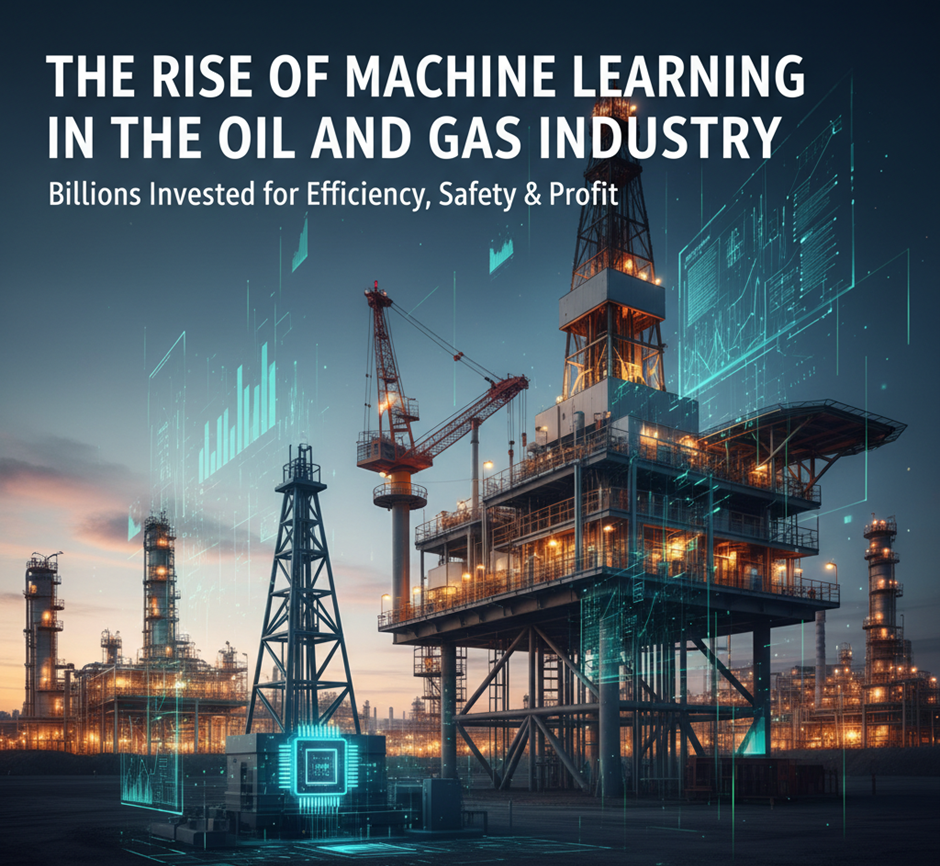 THE RISE OF MACHINE LEARNING
IN THE OIL AND GAS INDUSTRY
Billions Invested for Efficiency, Safety & Profit